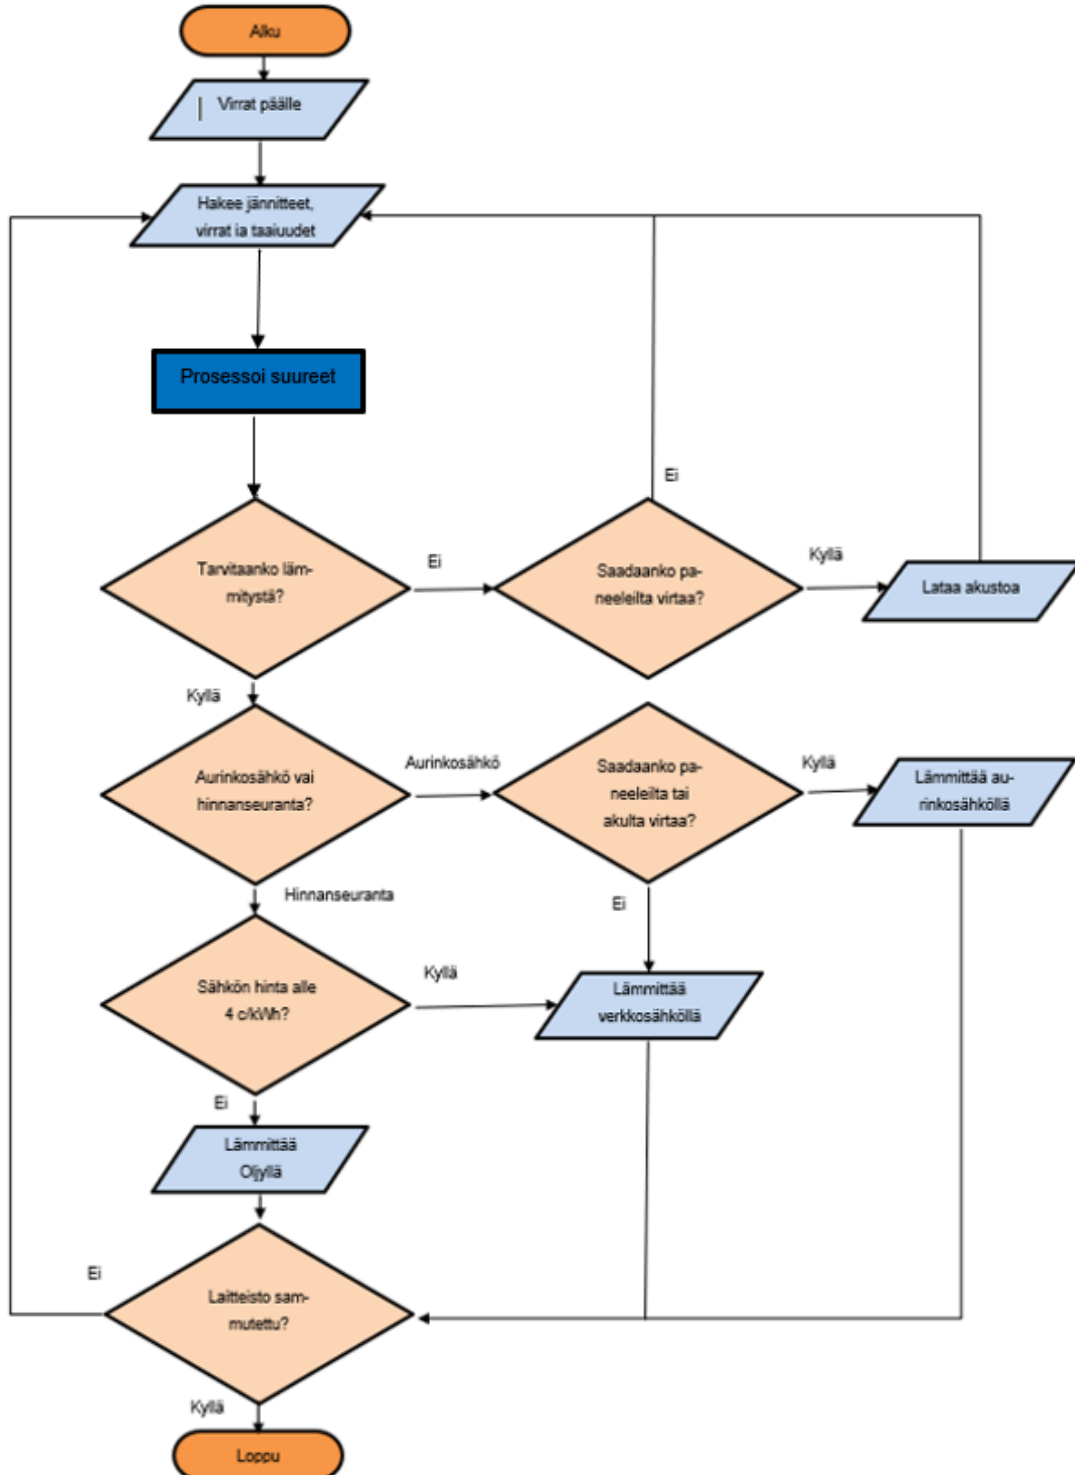 Alku
Virrat päälle
Hakee jännitteet,
virrat ja taajuudet
Prosessoi suureet
Ei
Tarvitaanko läm-
mitystä?
Ei
Saadaanko pa-
neeleilta virtaa?
Kyllä
Lataa akustoa
Kyllä
Aurinkosähkö vai
hinnanseuranta?
Aurinkosähkö
Saadaanko pa-
neeleilta tai
akulta virtaa?
Kyllä
Lämmittää au-
rinkosähköllä
Hinnanseuranta
Ei
Sähkön hinta alle
4 c/kWh?
Kyllä
Lämmittää
verkkosähköllä
Ei
Lämmittää
Oljyllä
Ei
Laitteisto sam-
mutettu?
Kyllä
Loppu